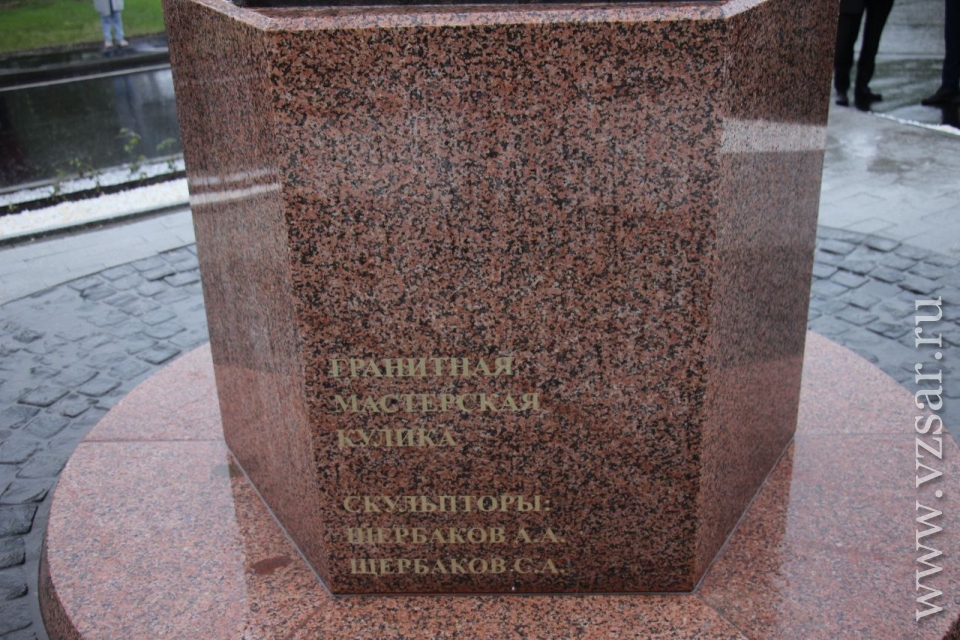 ГРАНИТНАЯ
МАСТЕРСКАЯ
КУЛИКА
СКУЛЬПТОРЫ:
ЩЕРБАКОВ А.А.
ЩЕРБАКОВ С.А.
www.vzsar.ru